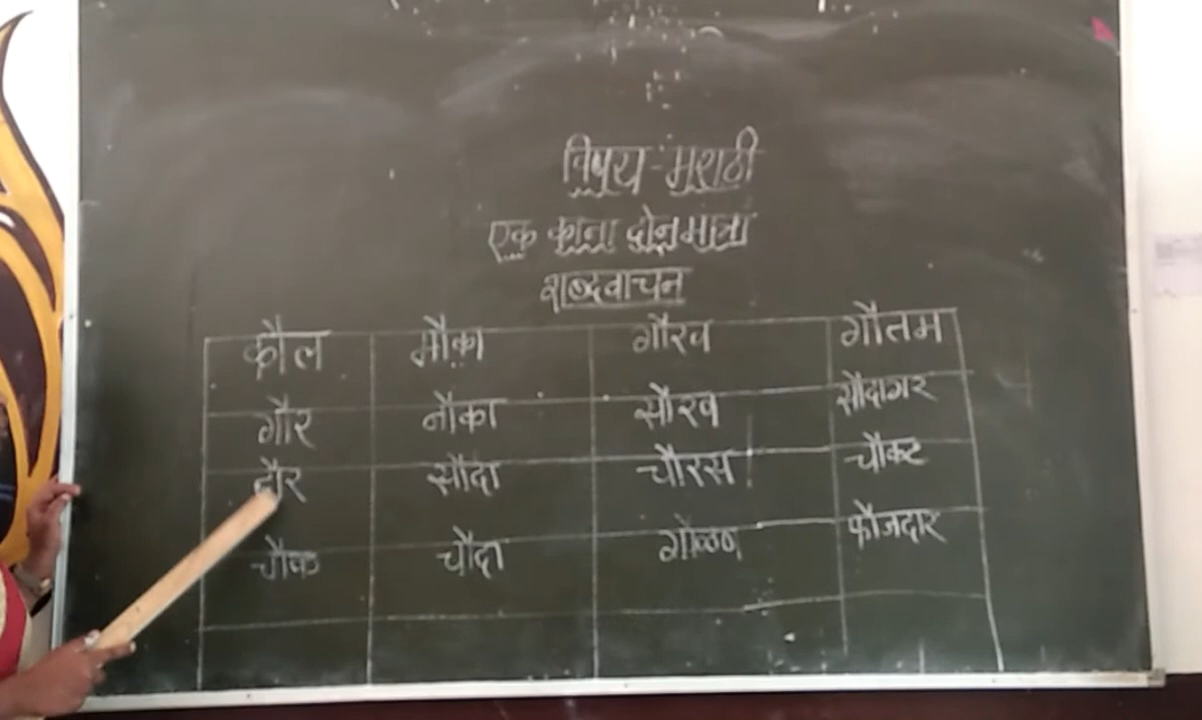 विषय - मराठी
एक काना दोन मात्रा
शब्दवाचन
कौल मौका गौरव गौतम
गौर नौका सौरव सौदागर
दौर सौदा चौरस चौकट
चौक चौदा गौळण फौजदार